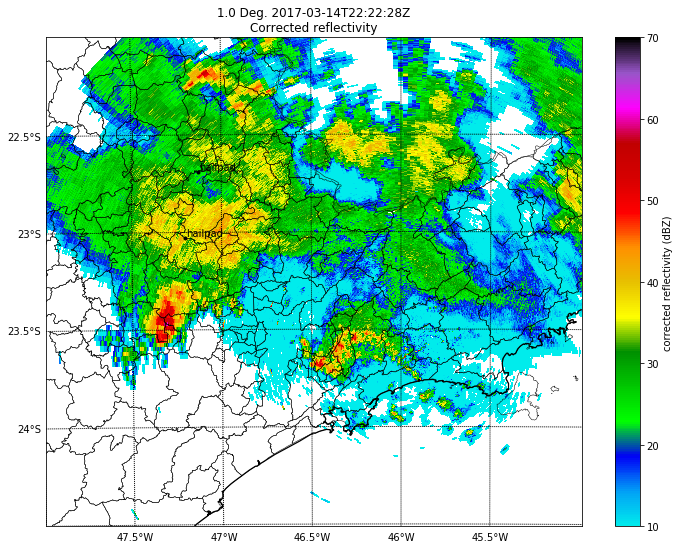 1.0 Deg. 2017-03-14T22:22:28Z
Corrected reflectivity
22.5°S
23°S
23.5°S
24°S
47.5°W
47°W
46.5°W
46°W
45.5°W
hailpad
hailpad
70
60
50
40
30
20
10
corrected reflectivity (dBZ)